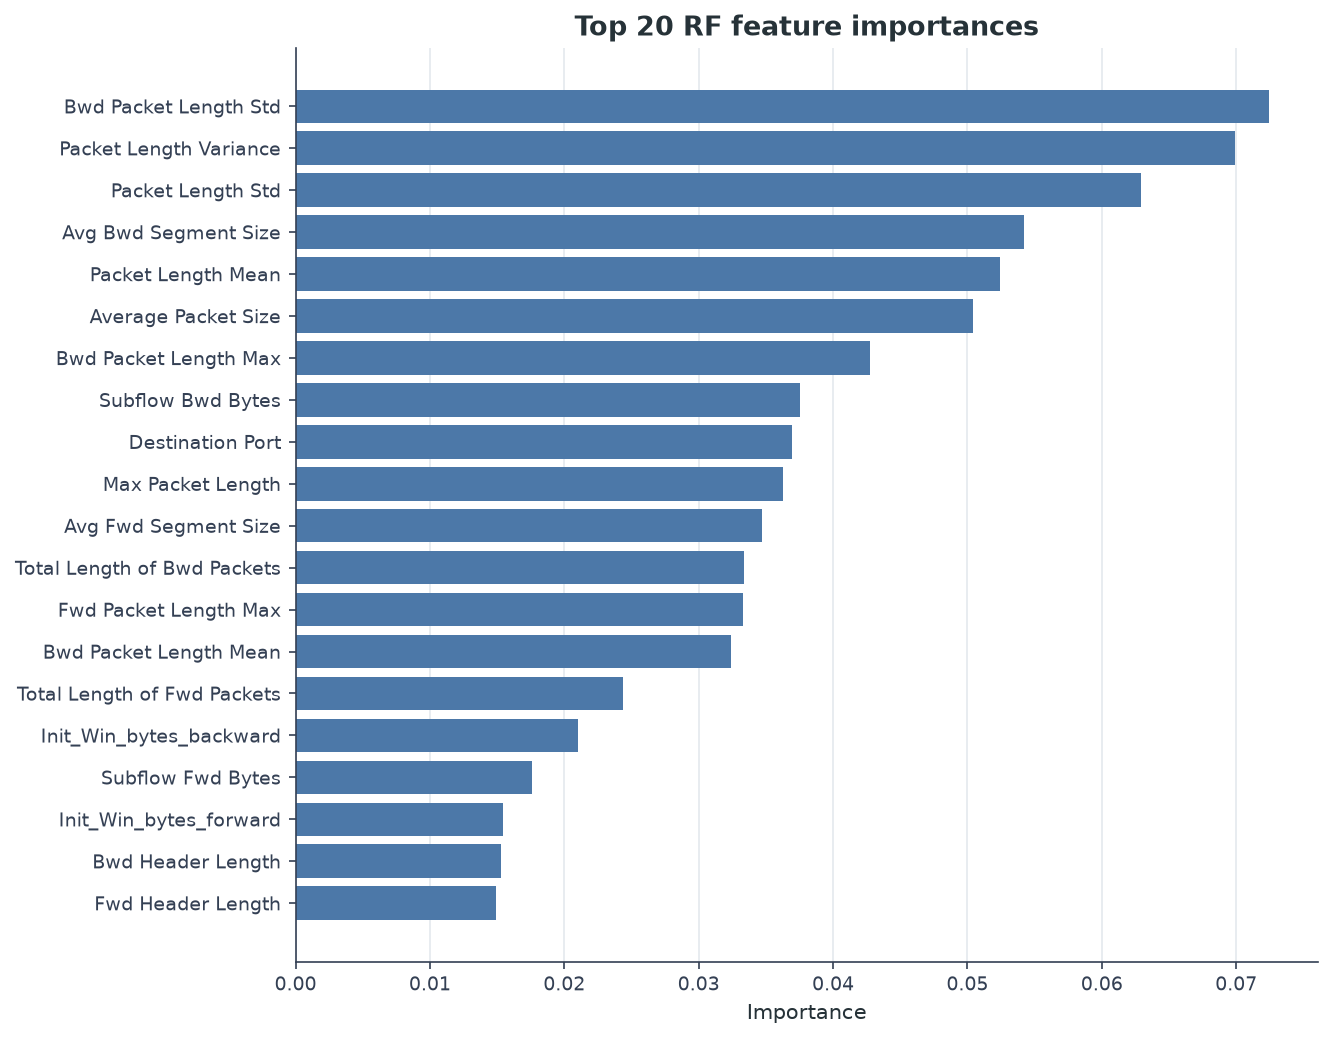 Top 20 RF feature importances
Bwd Packet Length Std
Packet Length Variance
Packet Length Std
Avg Bwd Segment Size
Packet Length Mean
Average Packet Size
Bwd Packet Length Max
Subflow Bwd Bytes
Destination Port
Max Packet Length
Avg Fwd Segment Size
Total Length of Bwd Packets
Fwd Packet Length Max
Bwd Packet Length Mean
Total Length of Fwd Packets
Init_Win_bytes_backward
Subflow Fwd Bytes
Init_Win_bytes_forward
Bwd Header Length
Fwd Header Length
0.00 0.01 0.02 0.03 0.04 0.05 0.06 0.07
Importance